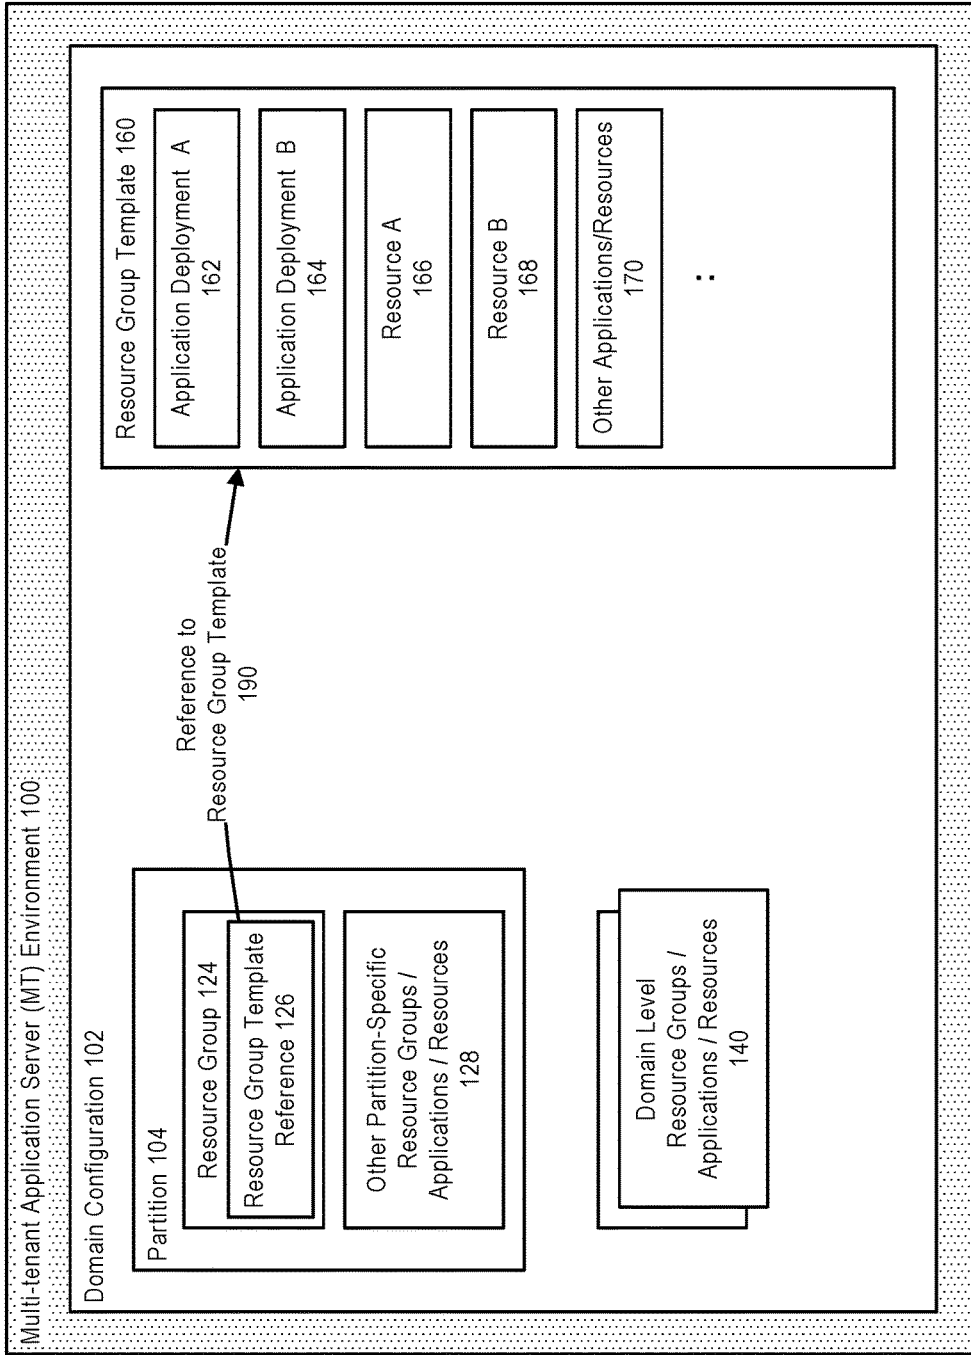 Multi-tenant Application Server (MT) Environment 100
Domain Configuration 102
Partition 104
Resource Group 124
Resource Group Template
Reference 126
Other Partition-Specific
Resource Groups /
Applications / Resources
128
Domain Level
Resource Groups /
Applications / Resources
140
Reference to
Resource Group Template
190
Resource Group Template 160
Application Deployment A
162
Application Deployment B
164
Resource A
166
Resource B
168
Other Applications/Resources
170